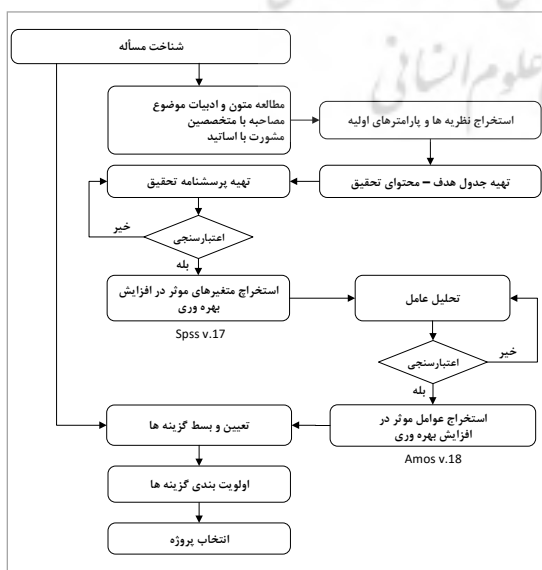 علوم انسانی
شناخت مسأله
مطالعه متون و ادبیات موضوع
مصاحبه با متخصصین
مشورت با اساتید
استخراج نظریه ها و پارامترهای اولیه
تهیه جدول هدف – محتوای تحقیق
تهیه پرسشنامه تحقیق
خیر
اعتبارسنجی
بله
استخراج متغیرهای موثر در افزایش
بهره وری
Spss v.17
تحلیل عامل
خیر
اعتبارسنجی
بله
استخراج عوامل موثر در
افزایش بهره وری
Amos v.18
تعیین و بسط گزینه ها
اولویت بندی گزینه ها
انتخاب پروژه